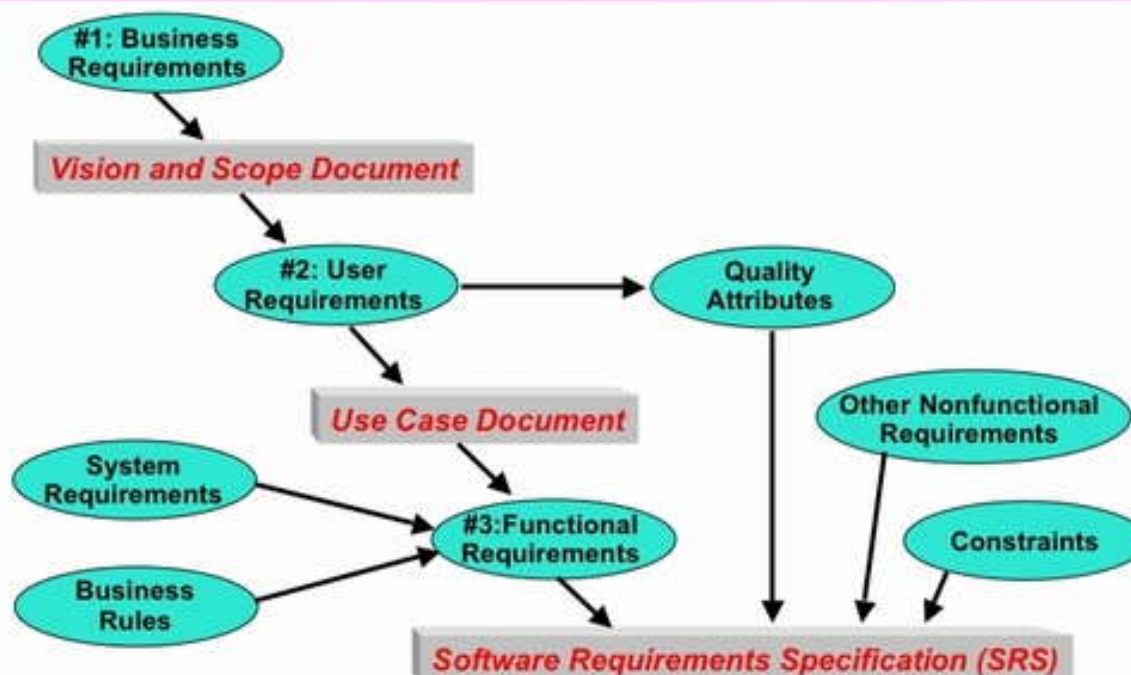 #1: Business
Requirements
Vision and Scope Document
#2: User
Requirements
Quality
Attributes
Use Case Document
Other Nonfunctional
Requirements
System
Requirements
#3:Functional
Requirements
Constraints
Business
Rules
Software Requirements Specification (SRS)